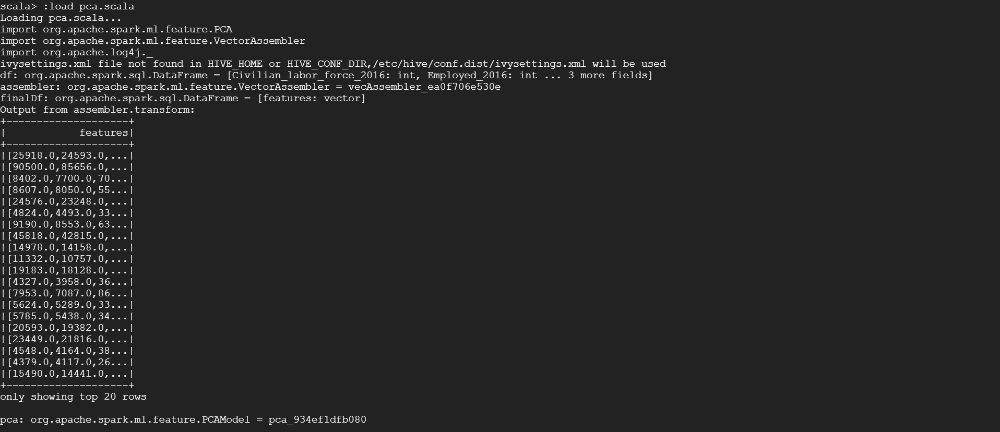 scala> :load pca.scala
Loading pca.scala...
import org.apache.spark.ml.feature.PCA
import org.apache.spark.ml.feature.VectorAssembler
import org.apache.log4j._
ivysettings.xml file not found in HIVE_HOME or HIVE_CONF_DIR,/etc/hive/conf.dist/ivysettings.xml will be used
df: org.apache.spark.sql.DataFrame = [Civilian_labor_force_2016: int, Employed_2016: int ... 3 more fields]
assembler: org.apache.spark.ml.feature.VectorAssembler = vecAssembler_ea0f706e530e
finalDf: org.apache.spark.sql.DataFrame = [features: vector]
Output from assembler.transform:
+--------------------+
|            features|
+--------------------+
|[25918.0,24593.0,...|
|[90500.0,85656.0,...|
|[8402.0,7700.0,70...|
|[8607.0,8050.0,55...|
|[24576.0,23248.0,...|
|[4824.0,4493.0,33...|
|[9190.0,8553.0,63...|
|[45818.0,42815.0,...|
|[14978.0,14158.0,...|
|[11332.0,10757.0,...|
|[19183.0,18128.0,...|
|[4327.0,3958.0,36...|
|[7953.0,7087.0,86...|
|[5624.0,5289.0,33...|
|[5785.0,5438.0,34...|
|[20593.0,19382.0,...|
|[23449.0,21816.0,...|
|[4548.0,4164.0,38...|
|[4379.0,4117.0,26...|
|[15490.0,14441.0,...|
+--------------------+
only showing top 20 rows
pca: org.apache.spark.ml.feature.PCAModel = pca_934ef1dfb080